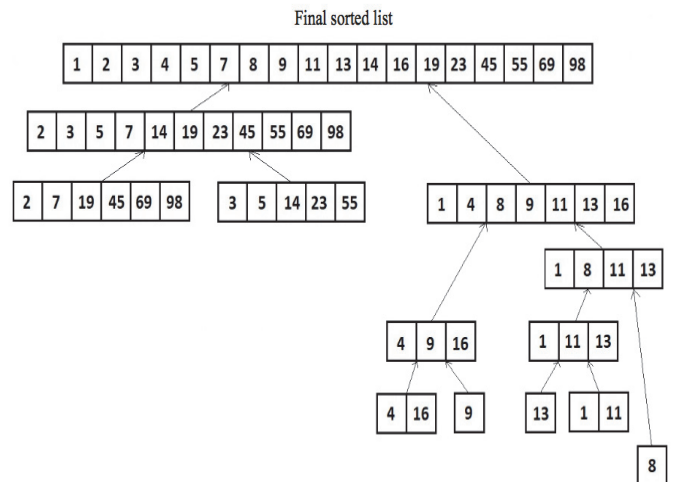 Final sorted list
1 2 3 4 5 7 8 9 11 13 14 16 19 23 45 55 69 98
2 3 5 7 14 19 23 45 55 69 98
2 7 19 45 69 98
3 5 14 23 55
1 4 8 9 11 13 16
1 8 11 13
4 9 16
1 11 13
4 16
9
13
1 11
8